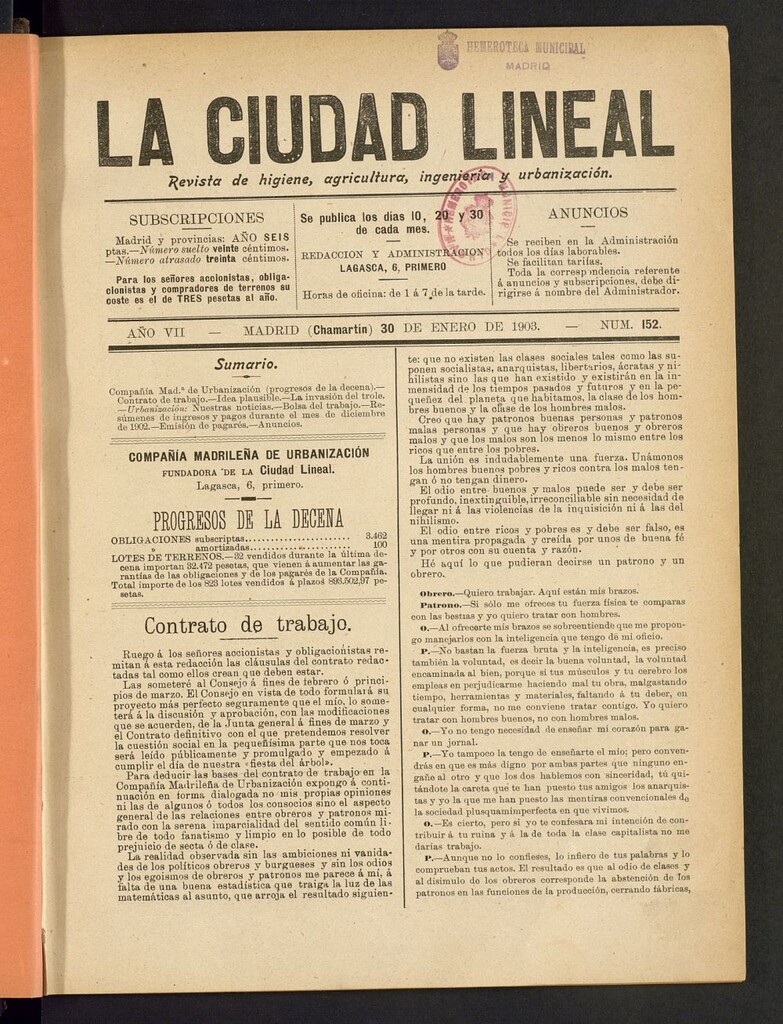 HEMEROTECA MUNICIPAL
MADRID
LA CIUDAD LINEAL
Revista de higiene, agricultura, ingeniería y urbanización.
SUBSCRIPCIONES
Madrid y provincias: AÑO SEIS
ptas.—Número suelto veinte céntimos.
—Número atrasado treinta céntimos.
Para los señores accionistas, obliga-
cionistas y compradores de terrenos su
coste es el de TRES pesetas al año.
Se publica los días 10, 20 y 30
de cada mes.
REDACCION Y ADMINISTRACION
LAGASCA, 6, PRIMERO
Horas de oficina: de 1 á 7 de la tarde.
ANUNCIOS
Se reciben en la Administración
todos los días laborables.
Se facilitan tarifas.
Toda la correspondencia referente
á anuncios y subscripciones, debe di-
rigirse á nombre del Administrador.
AÑO VII — MADRID (Chamartín) 30 DE ENERO DE 1903. — NUM. 152.
Sumario.
Compañía Mad.ª de Urbanización (progresos de la decena).—
Contrato de trabajo.—Idea plausible.—La invasión del trole.
—Urbanización: Nuestras noticias.—Bolsa del trabajo.—Re-
súmenes de ingresos y pagos durante el mes de diciembre
de 1902.—Emisión de pagarés.—Anuncios.
COMPAÑÍA MADRILEÑA DE URBANIZACIÓN
FUNDADORA DE LA Ciudad Lineal.
Lagasca, 6, primero.
PROGRESOS DE LA DECENA
OBLIGACIONES subscriptas........................ 3.462
» amortizadas........................ 100
LOTES DE TERRENOS.—32 vendidos durante la última de-
cena importan 32.472 pesetas, que vienen á aumentar las ga-
rantías de las obligaciones y de los pagarés de la Compañía.
Total importe de los 823 lotes vendidos á plazos 893.502,97 pe-
setas.
Contrato de trabajo.
Ruego á los señores accionistas y obligacionistas re-
mitan á esta redacción las cláusulas del contrato redac-
tadas tal como ellos crean que deben estar.
Las someteré al Consejo á fines de febrero ó princi-
pios de marzo. El Consejo en vista de todo formulará su
proyecto más perfecto seguramente que el mío, lo some-
terá á la discusión y aprobación, con las modificaciones
que se acuerden, de la Junta general á fines de marzo y
el Contrato definitivo con el que pretendemos resolver
la cuestión social en la pequeñísima parte que nos toca
será leído públicamente y promulgado y empezado á
cumplir el día de nuestra «fiesta del árbol».
Para deducir las bases del contrato de trabajo en la
Compañía Madrileña de Urbanización expongo á conti-
nuación en forma dialogada no mis propias opiniones
ni las de algunos ó todos los consocios sino el aspecto
general de las relaciones entre obreros y patronos mi-
rado con la serena imparcialidad del sentido común li-
bre de todo fanatismo y limpio en lo posible de todo
prejuicio de secta ó de clase.
La realidad observada sin las ambiciones ni vanida-
des de los políticos obreros y burgueses y sin los odios
y los egoismos de obreros y patronos me parece á mí, á
falta de una buena estadística que traiga la luz de las
matemáticas al asunto, que arroja el resultado siguien-
te: que no existen las clases sociales tales como las su-
ponen socialistas, anarquistas, libertarios, ácratas y ni-
hilistas sino las que han existido y existirán en la in-
mensidad de los tiempos pasados y futuros y en la pe-
queñez del planeta que habitamos, la clase de los hom-
bres buenos y la clase de los hombres malos.
Creo que hay patronos buenas personas y patronos
malas personas y que hay obreros buenos y obreros
malos y que los malos son los menos lo mismo entre los
ricos que entre los pobres.
La unión es indudablemente una fuerza. Unámonos
los hombres buenos pobres y ricos contra los malos ten-
gan ó no tengan dinero.
El odio entre buenos y malos puede ser y debe ser
profundo, inextinguible, irreconciliable sin necesidad de
llegar ni á las violencias de la inquisición ni á las del
nihilismo.
El odio entre ricos y pobres es y debe ser falso, es
una mentira propagada y creída por unos de buena fé
y por otros con su cuenta y razón.
Hé aquí lo que pudieran decirse un patrono y un
obrero.
Obrero.—Quiero trabajar. Aquí están mis brazos.
Patrono.—Si sólo me ofreces tu fuerza física te comparas
con las bestias y yo quiero tratar con hombres.
O.—Al ofrecerte mis brazos se sobreentiende que me propon-
go manejarlos con la inteligencia que tengo de mi oficio.
P.—No bastan la fuerza bruta y la inteligencia, es preciso
también la voluntad, es decir la buena voluntad, la voluntad
encaminada al bien, porque si tus músculos y tu cerebro los
empleas en perjudicarme haciendo mal tu obra, malgastando
tiempo, herramientas y materiales, faltando á tu deber, en
cualquier forma, no me conviene tratar contigo. Yo quiero
tratar con hombres buenos, no con hombres malos.
O.—Yo no tengo necesidad de enseñar mi corazón para ga-
nar un jornal.
P.—Yo tampoco la tengo de enseñarte el mío; pero conven-
drás en que es más digno por ambas partes que ninguno en-
gañe al otro y que los dos hablemos con sinceridad, tú qui-
tándote la careta que te han puesto tus amigos los anarquis-
tas y yo la que me han puesto las mentiras convencionales de
la sociedad plusquamimperfecta en que vivimos.
O.—Es cierto, pero si yo te confesara mi intención de con-
tribuir á tu ruina y á la de toda la clase capitalista no me
darías trabajo.
P.—Aunque no lo confieses, lo infiero de tus palabras y lo
comprueban tus actos. El resultado es que al odio de clases y
al disimulo de los obreros corresponde la abstención de los
patronos en las funciones de la producción, cerrando fábricas,